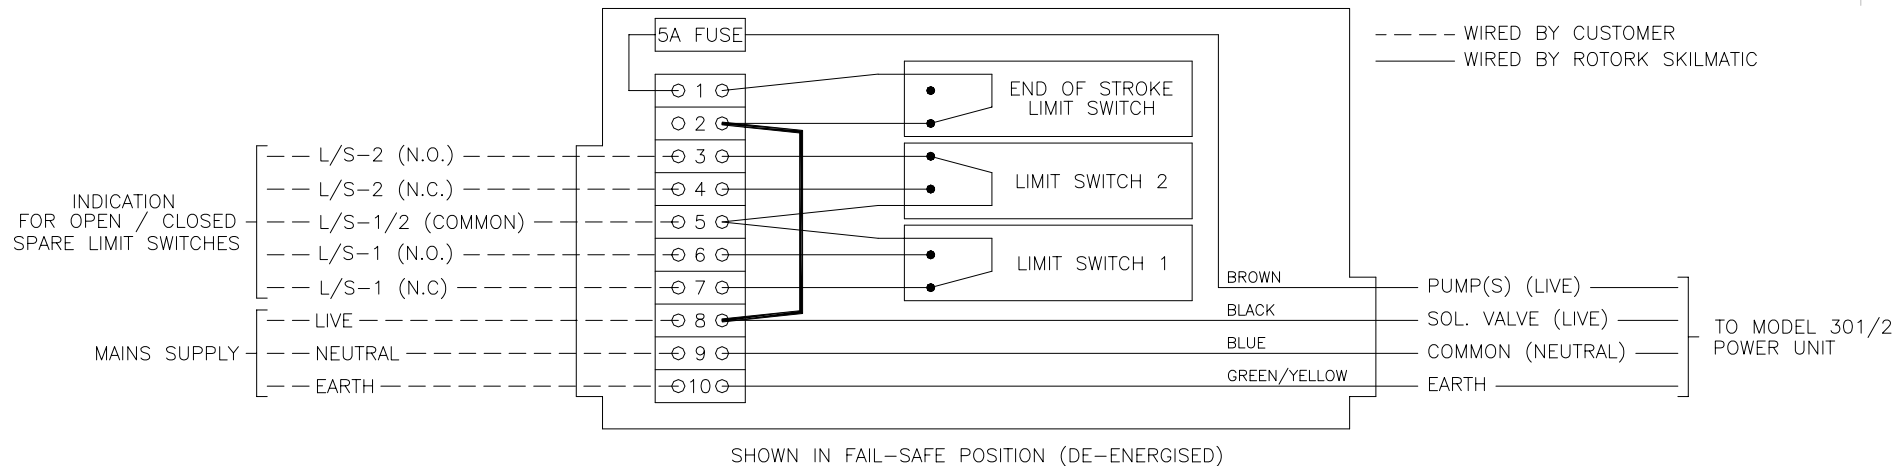 5A FUSE
WIRED BY CUSTOMER
WIRED BY ROTORK SKILMATIC
1
2
3
4
5
6
7
8
9
10
END OF STROKE
LIMIT SWITCH
LIMIT SWITCH 2
LIMIT SWITCH 1
INDICATION
FOR OPEN / CLOSED
SPARE LIMIT SWITCHES
L/S-2 (N.O.)
L/S-2 (N.C.)
L/S-1/2 (COMMON)
L/S-1 (N.O.)
L/S-1 (N.C)
MAINS SUPPLY
LIVE
NEUTRAL
EARTH
BROWN
BLACK
BLUE
GREEN/YELLOW
PUMP(S) (LIVE)
SOL. VALVE (LIVE)
COMMON (NEUTRAL)
EARTH
TO MODEL 301/2
POWER UNIT
SHOWN IN FAIL-SAFE POSITION (DE-ENERGISED)